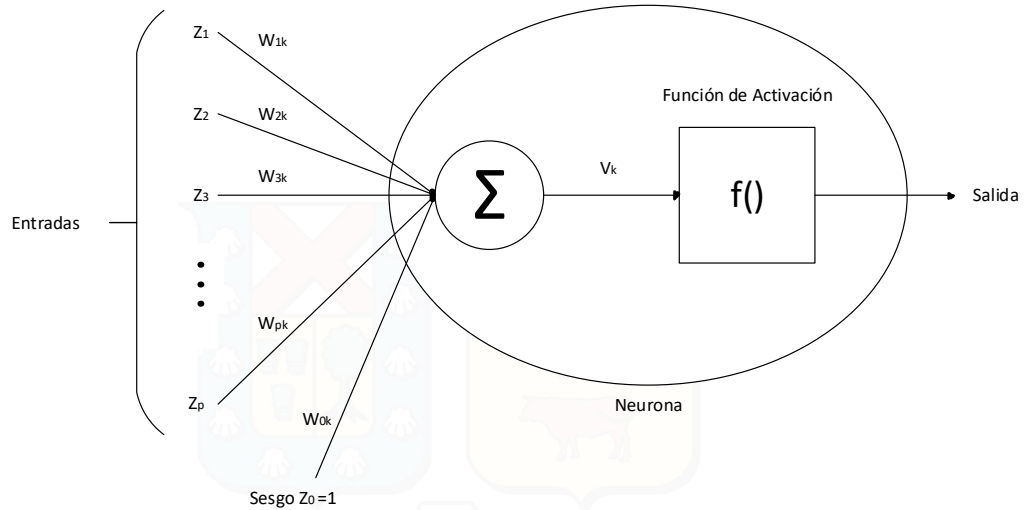 Z1
W1k
Z2
W2k
Z3
W3k
Entradas
Wpk
Zp
W0k
Sesgo Z0=1
Σ
Vk
Función de Activación
f()
Salida
Neurona